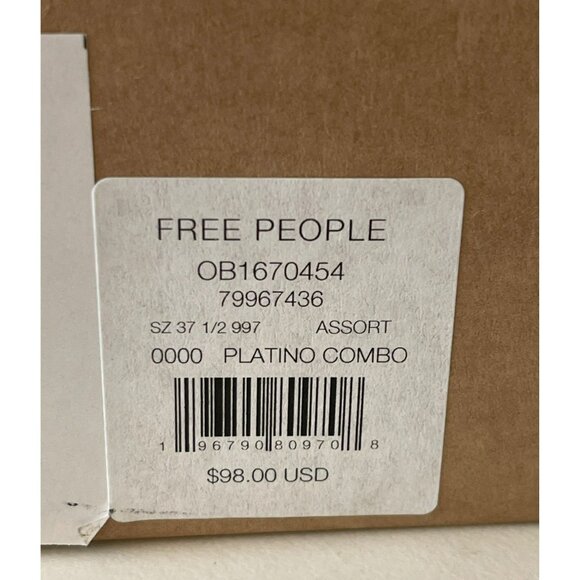 FREE PEOPLE
OB1670454
79967436
SZ 37 1/2 997 ASSORT
0000 PLATINO COMBO
1 96790 80970 8
$98.00 USD